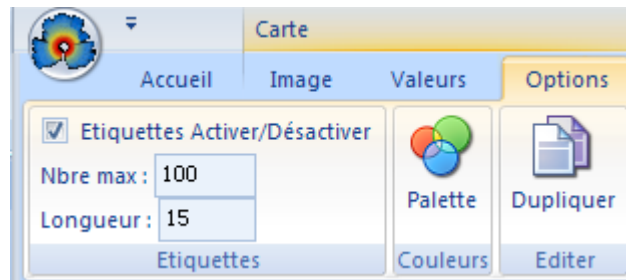 Carte
Accueil Image Valeurs Options
Etiquettes Activer/Désactiver
Nbre max : 100
Longueur : 15
Palette
Dupliquer
Etiquettes Couleurs Editer